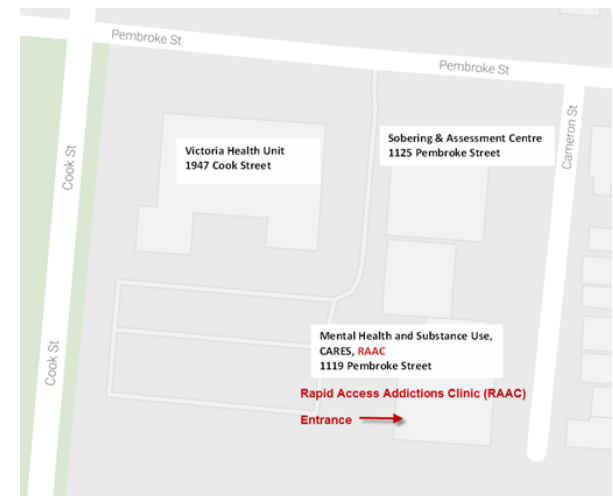 Pembroke St
Pembroke St
Cook St
Cameron St
Sobering & Assessment Centre
1125 Pembroke Street
Victoria Health Unit
1947 Cook Street
Cook St
Mental Health and Substance Use,
CARES, RAAC
1119 Pembroke Street
Rapid Access Addictions Clinic (RAAC)
Entrance